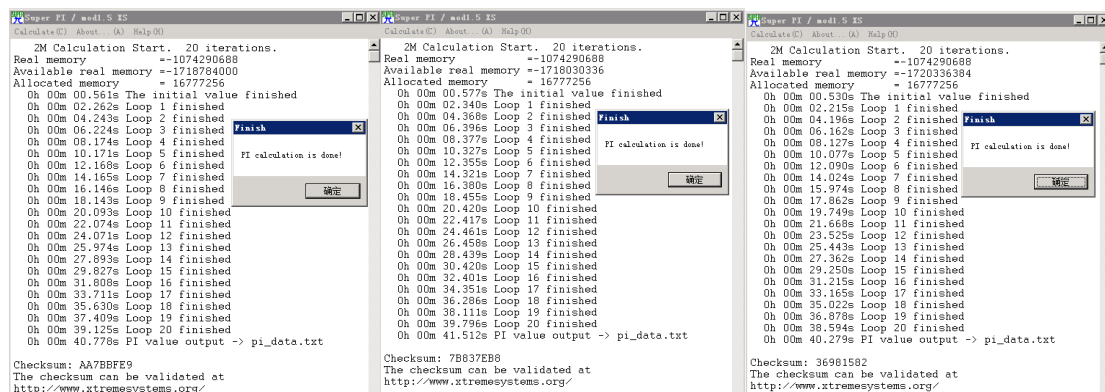 Super PI / mod1.5 XS
Calculate(C) About...(A) Help(H)
2M Calculation Start. 20 iterations.
Real memory =-1074290688
Available real memory =-1718784000
Allocated memory = 16777256
0h 00m 00.561s The initial value finished
0h 00m 02.262s Loop 1 finished
0h 00m 04.243s Loop 2 finished
0h 00m 06.224s Loop 3 finished
0h 00m 08.174s Loop 4 finished
0h 00m 10.171s Loop 5 finished
0h 00m 12.168s Loop 6 finished
0h 00m 14.165s Loop 7 finished
0h 00m 16.146s Loop 8 finished
0h 00m 18.143s Loop 9 finished
0h 00m 20.093s Loop 10 finished
0h 00m 22.074s Loop 11 finished
0h 00m 24.071s Loop 12 finished
0h 00m 25.974s Loop 13 finished
0h 00m 27.893s Loop 14 finished
0h 00m 29.827s Loop 15 finished
0h 00m 31.808s Loop 16 finished
0h 00m 33.711s Loop 17 finished
0h 00m 35.630s Loop 18 finished
0h 00m 37.409s Loop 19 finished
0h 00m 39.125s Loop 20 finished
0h 00m 40.778s PI value output -> pi_data.txt
Checksum: AA7BBFE9
The checksum can be validated at
http://www.xtremesystems.org/
Finish
PI calculation is done!
确定
Super PI / mod1.5 XS
Calculate(C) About...(A) Help(H)
2M Calculation Start. 20 iterations.
Real memory =-1074290688
Available real memory =-1718030336
Allocated memory = 16777256
0h 00m 00.577s The initial value finished
0h 00m 02.340s Loop 1 finished
0h 00m 04.368s Loop 2 finished
0h 00m 06.396s Loop 3 finished
0h 00m 08.377s Loop 4 finished
0h 00m 10.327s Loop 5 finished
0h 00m 12.355s Loop 6 finished
0h 00m 14.321s Loop 7 finished
0h 00m 16.380s Loop 8 finished
0h 00m 18.455s Loop 9 finished
0h 00m 20.420s Loop 10 finished
0h 00m 22.417s Loop 11 finished
0h 00m 24.461s Loop 12 finished
0h 00m 26.458s Loop 13 finished
0h 00m 28.439s Loop 14 finished
0h 00m 30.420s Loop 15 finished
0h 00m 32.401s Loop 16 finished
0h 00m 34.351s Loop 17 finished
0h 00m 36.286s Loop 18 finished
0h 00m 38.111s Loop 19 finished
0h 00m 39.796s Loop 20 finished
0h 00m 41.512s PI value output -> pi_data.txt
Checksum: 7B837EB8
The checksum can be validated at
http://www.xtremesystems.org/
Finish
PI calculation is done!
确定
Super PI / mod1.5 XS
Calculate(C) About...(A) Help(H)
2M Calculation Start. 20 iterations.
Real memory =-1074290688
Available real memory =-1720336384
Allocated memory = 16777256
0h 00m 00.530s The initial value finished
0h 00m 02.215s Loop 1 finished
0h 00m 04.196s Loop 2 finished
0h 00m 06.162s Loop 3 finished
0h 00m 08.127s Loop 4 finished
0h 00m 10.077s Loop 5 finished
0h 00m 12.090s Loop 6 finished
0h 00m 14.024s Loop 7 finished
0h 00m 15.974s Loop 8 finished
0h 00m 17.862s Loop 9 finished
0h 00m 19.749s Loop 10 finished
0h 00m 21.668s Loop 11 finished
0h 00m 23.525s Loop 12 finished
0h 00m 25.443s Loop 13 finished
0h 00m 27.362s Loop 14 finished
0h 00m 29.250s Loop 15 finished
0h 00m 31.215s Loop 16 finished
0h 00m 33.165s Loop 17 finished
0h 00m 35.022s Loop 18 finished
0h 00m 36.878s Loop 19 finished
0h 00m 38.594s Loop 20 finished
0h 00m 40.279s PI value output -> pi_data.txt
Checksum: 36981582
The checksum can be validated at
http://www.xtremesystems.org/
Finish
PI calculation is done!
确定